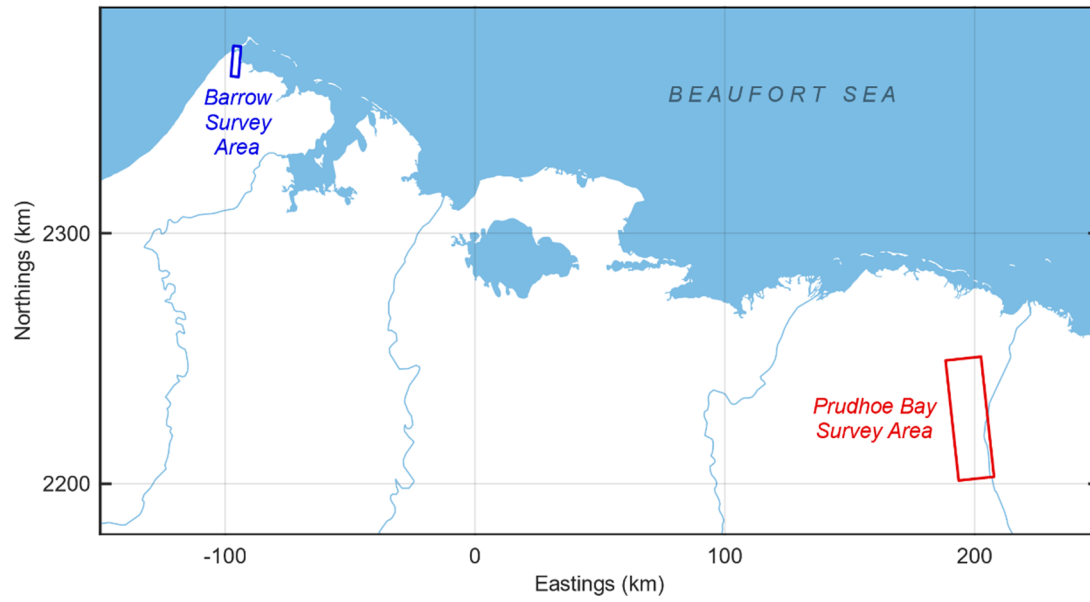 BEAUFORT SEA
Barrow
Survey
Area
Prudhoe Bay
Survey Area
Northings (km)
2300
2200
-100
0
100
200
Eastings (km)